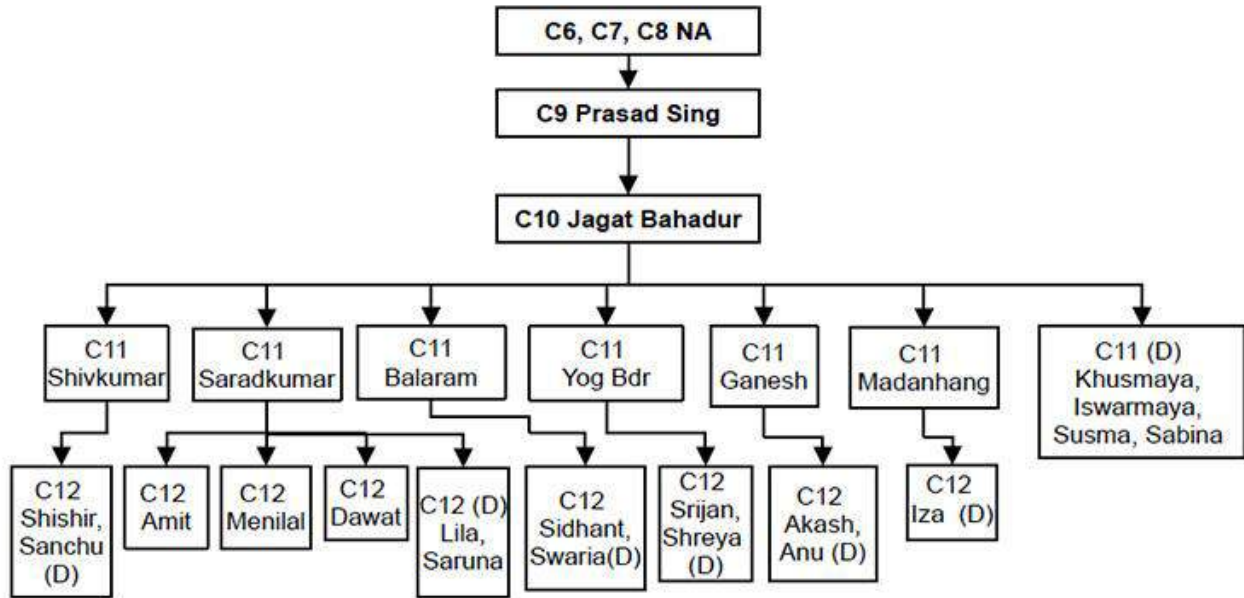 C6, C7, C8 NA
C9 Prasad Sing
C10 Jagat Bahadur
C11
Shivkumar
C11
Saradkumar
C11
Balaram
C11
Yog Bdr
C11
Ganesh
C11
Madanhang
C11 (D)
Khusmaya,
Iswarmaya,
Susma, Sabina
C12
Shishir,
Sanchu
(D)
C12
Amit
C12
Menilal
C12
Dawat
C12 (D)
Lila,
Saruna
C12
Sidhant,
Swaria(D)
C12
Srijan,
Shreya
(D)
C12
Akash,
Anu (D)
C12
Iza (D)